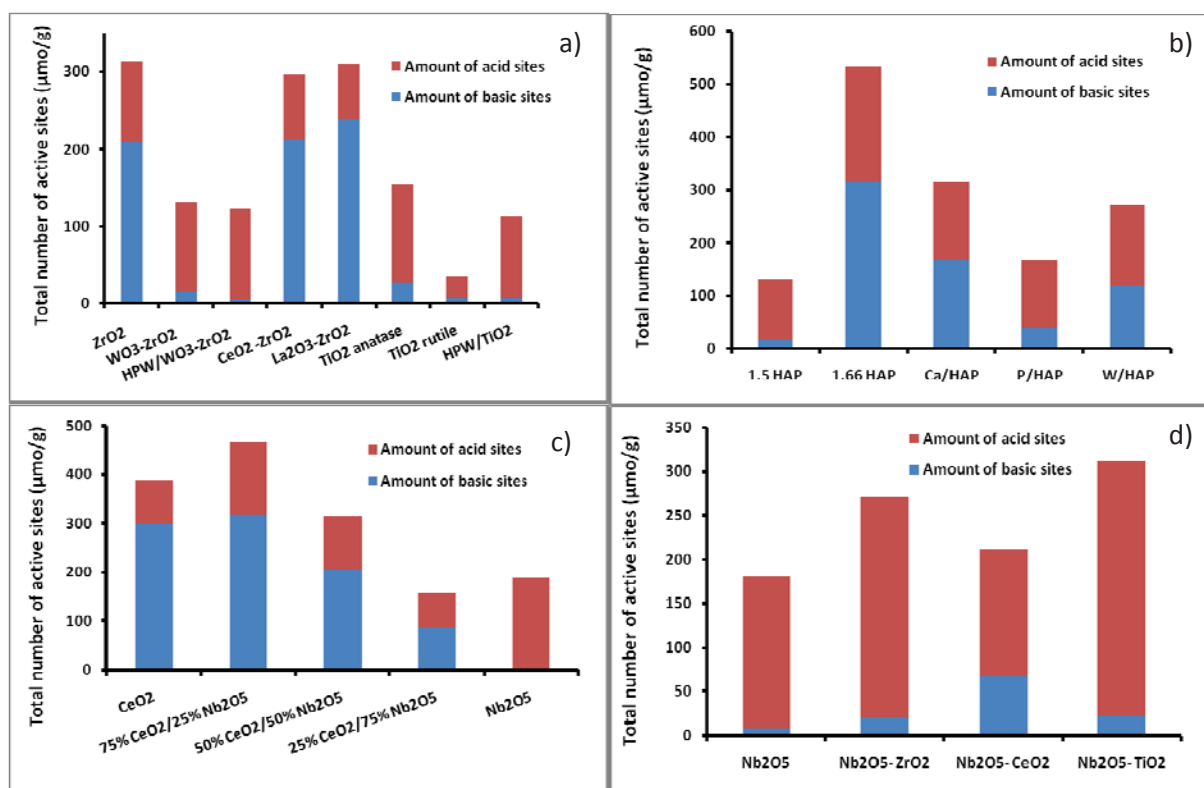 a)
Total number of active sites (µmo/g)
300
200
100
0
Amount of acid sites
Amount of basic sites
ZrO2
WO3-ZrO2
HPW/WO3-ZrO2
CeO2-ZrO2
La2O3-ZrO2
TiO2 anatase
TiO2 rutile
HPW/TiO2
b)
Total number of active sites (µmo/g)
600
500
400
300
200
100
0
Amount of acid sites
Amount of basic sites
1.5 HAP
1.66 HAP
Ca/HAP
P/HAP
W/HAP
c)
Total number of active sites (µmo/g)
500
400
300
200
100
0
Amount of acid sites
Amount of basic sites
CeO2
75% CeO2/25% Nb2O5
50% CeO2/50% Nb2O5
25% CeO2/75% Nb2O5
Nb2O5
d)
Total number of active sites (µmo/g)
350
300
250
200
150
100
50
0
Amount of acid sites
Amount of basic sites
Nb2O5
Nb2O5- ZrO2
Nb2O5- CeO2
Nb2O5- TiO2